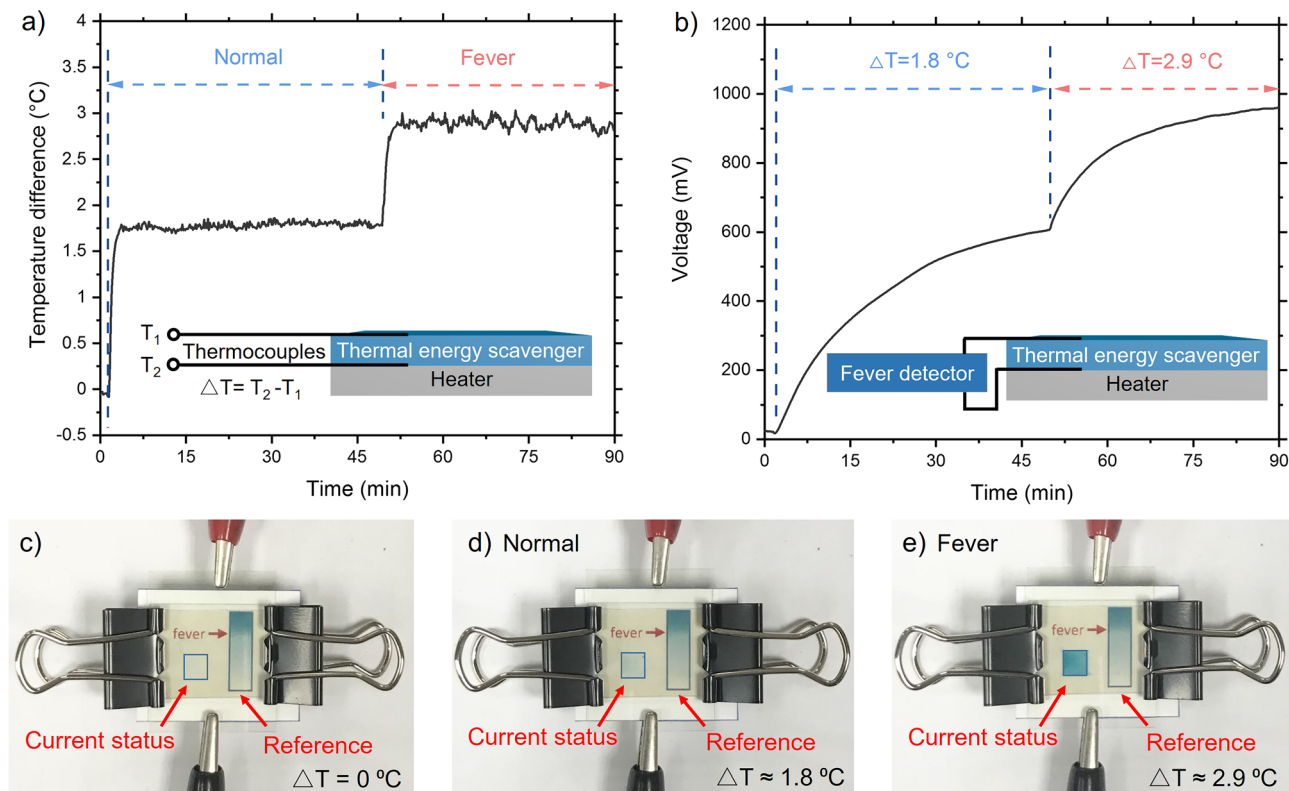 a)
Temperature difference (°C)
4
3.5
3
2.5
2
1.5
1
0.5
0
-0.5
Normal
Fever
T1
T2
Thermocouples
△T= T2 -T1
Thermal energy scavenger
Heater
0 15 30 45 60 75 90
Time (min)
b)
Voltage (mV)
1200
1000
800
600
400
200
0
△T=1.8 °C
△T=2.9 °C
Fever detector
Thermal energy scavenger
Heater
0 15 30 45 60 75 90
Time (min)
c)
fever
Current status
Reference
△T = 0 ºC
d) Normal
fever
Current status
Reference
△T ≈ 1.8 ºC
e) Fever
fever
Current status
Reference
△T ≈ 2.9 ºC